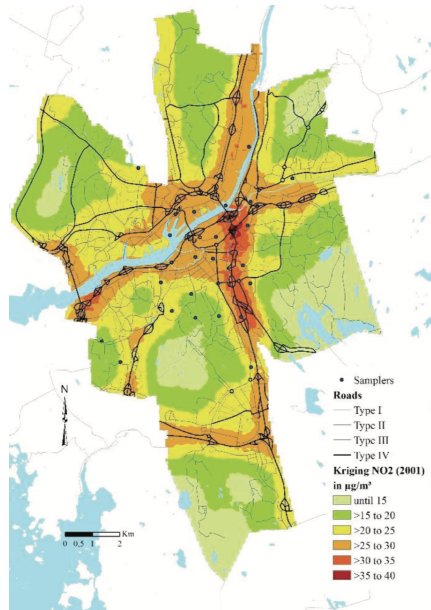 N
Km
0 0,5 1 2
Samplers
Roads
Type I
Type II
Type III
Type IV
Kriging NO2 (2001)
in µg/m³
until 15
>15 to 20
>20 to 25
>25 to 30
>30 to 35
>35 to 40